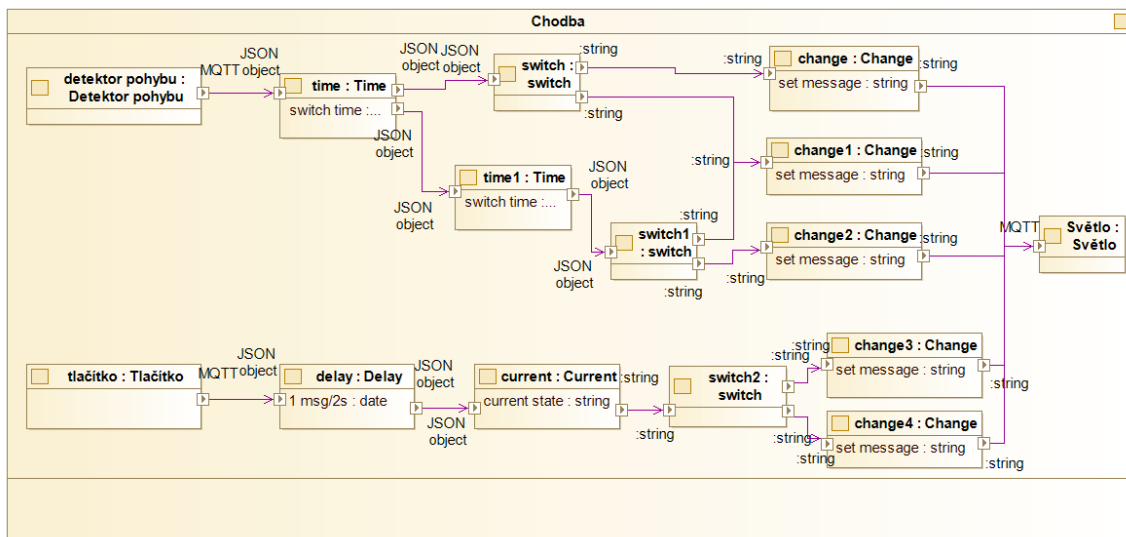 Chodba
detektor pohybu :
Detektor pohybu
MQTT
JSON
object
time : Time
switch time :...
JSON
object
JSON
object
switch :
switch
:string
:string
:string
change : Change
set message : string
:string
JSON
object
JSON
object
time1 : Time
switch time :...
JSON
object
JSON
object
switch1
: switch
:string
:string
:string
change1 : Change
set message : string
:string
:string
change2 : Change
set message : string
:string
MQTT
Světlo :
Světlo
tlačítko : Tlačítko
MQTT
JSON
object
delay : Delay
1 msg/2s : date
JSON
object
JSON
object
current : Current
current state : string
:string
:string
switch2 :
switch
:string
:string
change3 : Change
set message : string
:string
:string
change4 : Change
set message : string
:string
:string